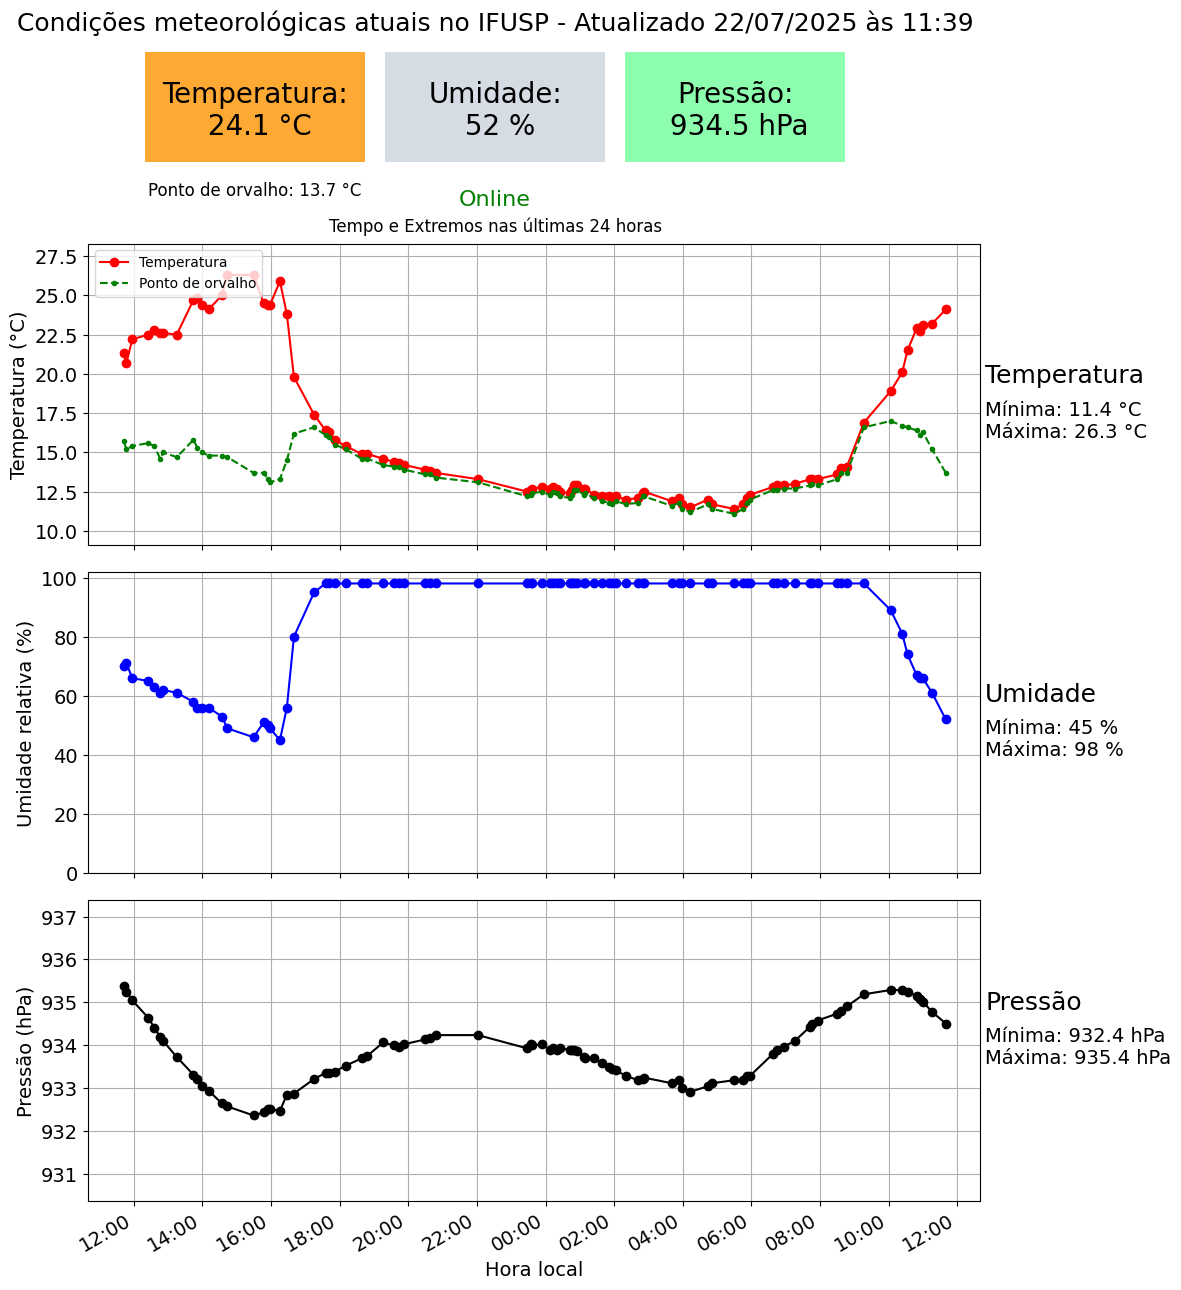 Condições meteorológicas atuais no IFUSP - Atualizado 22/07/2025 às 11:39
Temperatura:
24.1 °C
Umidade:
52 %
Pressão:
934.5 hPa
Ponto de orvalho: 13.7 °C
Online
Tempo e Extremos nas últimas 24 horas
Temperatura
Ponto de orvalho
Temperatura (°C)
27.5
25.0
22.5
20.0
17.5
15.0
12.5
10.0
Temperatura
Mínima: 11.4 °C
Máxima: 26.3 °C
Umidade relativa (%)
100
80
60
40
20
0
Umidade
Mínima: 45 %
Máxima: 98 %
Pressão (hPa)
937
936
935
934
933
932
931
Pressão
Mínima: 932.4 hPa
Máxima: 935.4 hPa
12:00
14:00
16:00
18:00
20:00
22:00
00:00
02:00
04:00
06:00
08:00
10:00
12:00
Hora local